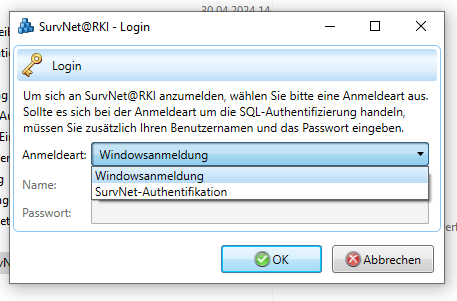 30.04.2024 14
SurvNet@RKI - Login
Login
Um sich an SurvNet@RKI anzumelden, wählen Sie bitte eine Anmeldeart aus.
Sollte es sich bei der Anmeldeart um die SQL-Authentifizierung handeln,
müssen Sie zusätzlich Ihren Benutzernamen und das Passwort eingeben.
Anmeldeart: Windowsanmeldung
Windowsanmeldung
Name: SurvNet-Authentifikation
Passwort:
OK Abbrechen